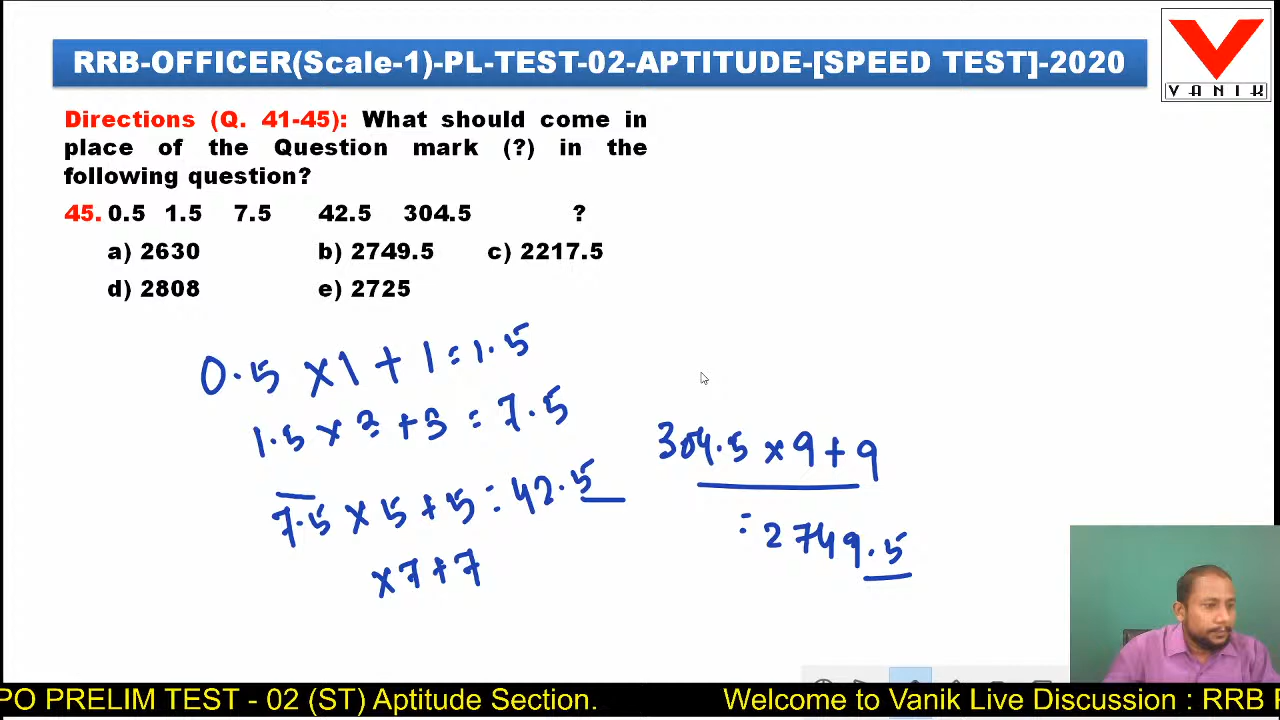 RRB-OFFICER(Scale-1)-PL-TEST-02-APTITUDE-[SPEED TEST]-2020
VANIK
Directions (Q. 41-45): What should come in
place of the Question mark (?) in the
following question?
45. 0.5 1.5 7.5 42.5 304.5 ?
a) 2630 b) 2749.5 c) 2217.5
d) 2808 e) 2725
0.5 x1 + 1 = 1.5
1.5 x 3 + 3 = 7.5
7.5 x 5 + 5 = 42.5
x7+7
304.5 x 9 + 9
= 2749.5
PO PRELIM TEST - 02 (ST) Aptitude Section. Welcome to Vanik Live Discussion : RRB